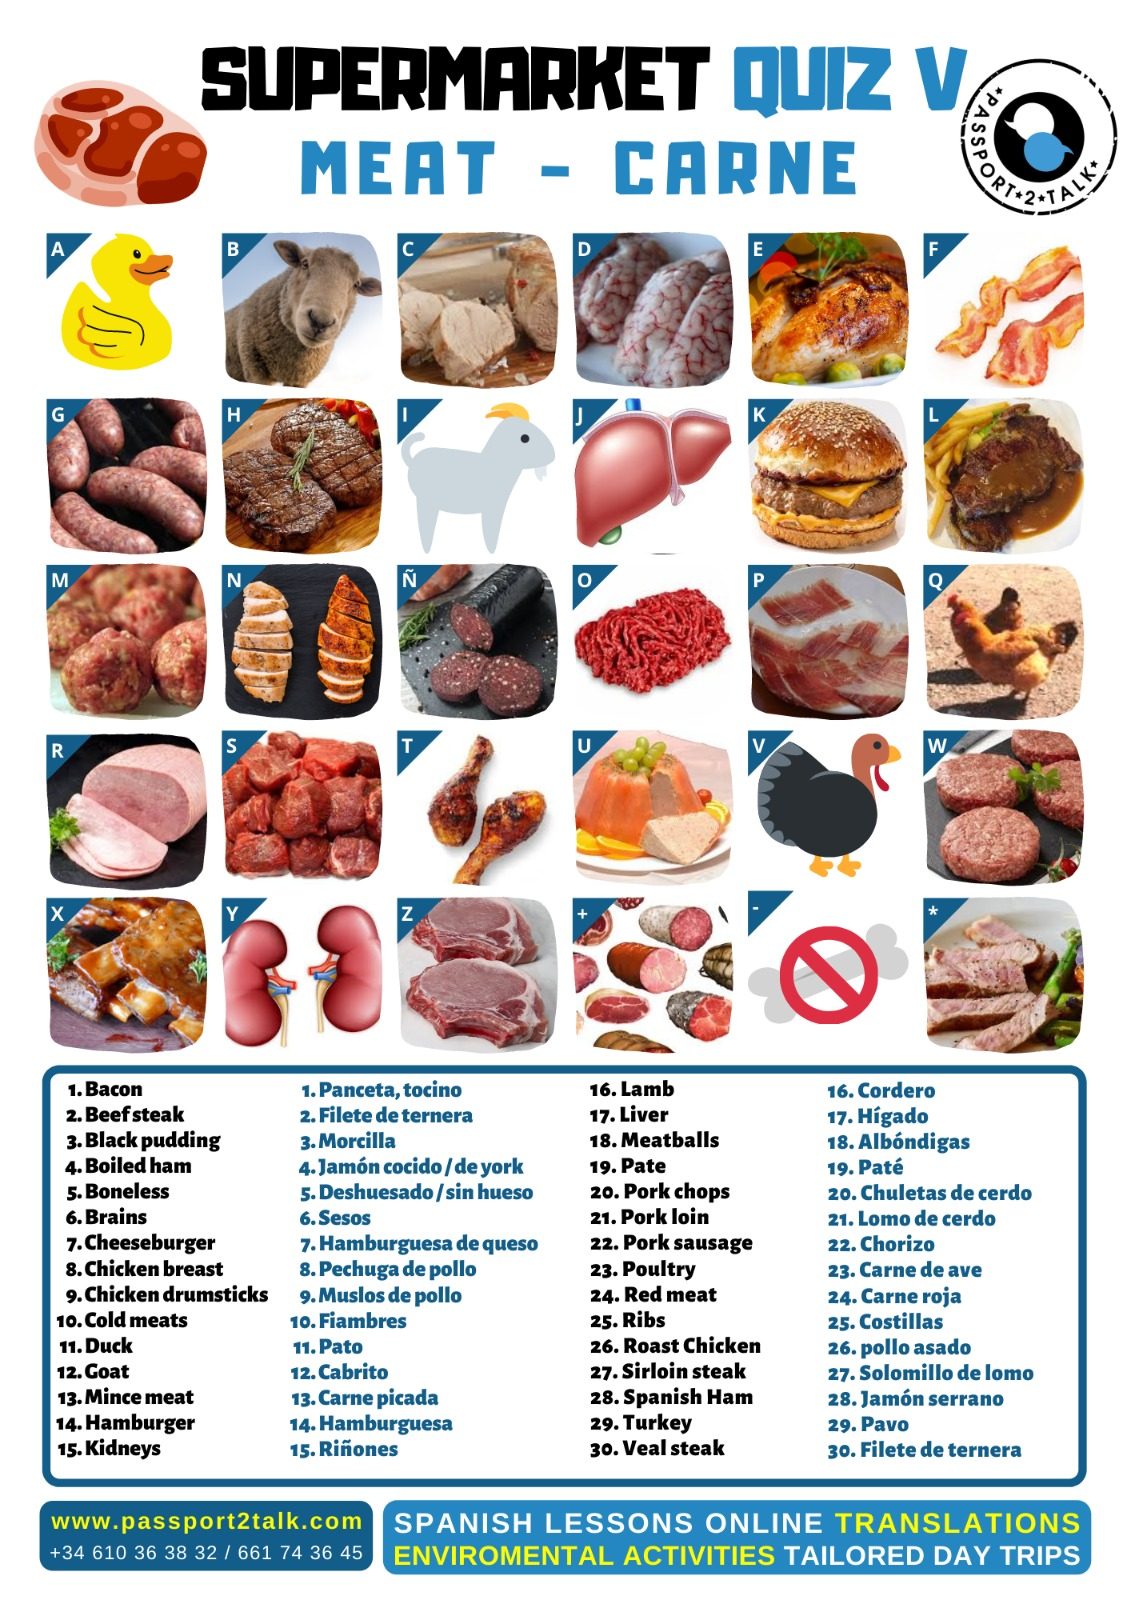 SUPERMARKET QUIZ V
MEAT - CARNE
★PASSPORT★2★TALK★
A
B
C
D
E
F
G
H
I
J
K
L
M
N
Ñ
O
P
Q
R
S
T
U
V
W
X
Y
Z
+
-
*
1. Bacon
2. Beef steak
3. Black pudding
4. Boiled ham
5. Boneless
6. Brains
7. Cheeseburger
8. Chicken breast
9. Chicken drumsticks
10. Cold meats
11. Duck
12. Goat
13. Mince meat
14. Hamburger
15. Kidneys
1. Panceta, tocino
2. Filete de ternera
3. Morcilla
4. Jamón cocido / de york
5. Deshuesado / sin hueso
6. Sesos
7. Hamburguesa de queso
8. Pechuga de pollo
9. Muslos de pollo
10. Fiambres
11. Pato
12. Cabrito
13. Carne picada
14. Hamburguesa
15. Riñones
16. Lamb
17. Liver
18. Meatballs
19. Pate
20. Pork chops
21. Pork loin
22. Pork sausage
23. Poultry
24. Red meat
25. Ribs
26. Roast Chicken
27. Sirloin steak
28. Spanish Ham
29. Turkey
30. Veal steak
16. Cordero
17. Hígado
18. Albóndigas
19. Paté
20. Chuletas de cerdo
21. Lomo de cerdo
22. Chorizo
23. Carne de ave
24. Carne roja
25. Costillas
26. pollo asado
27. Solomillo de lomo
28. Jamón serrano
29. Pavo
30. Filete de ternera
www.passport2talk.com
+34 610 36 38 32 / 661 74 36 45
SPANISH LESSONS ONLINE TRANSLATIONS
ENVIROMENTAL ACTIVITIES TAILORED DAY TRIPS